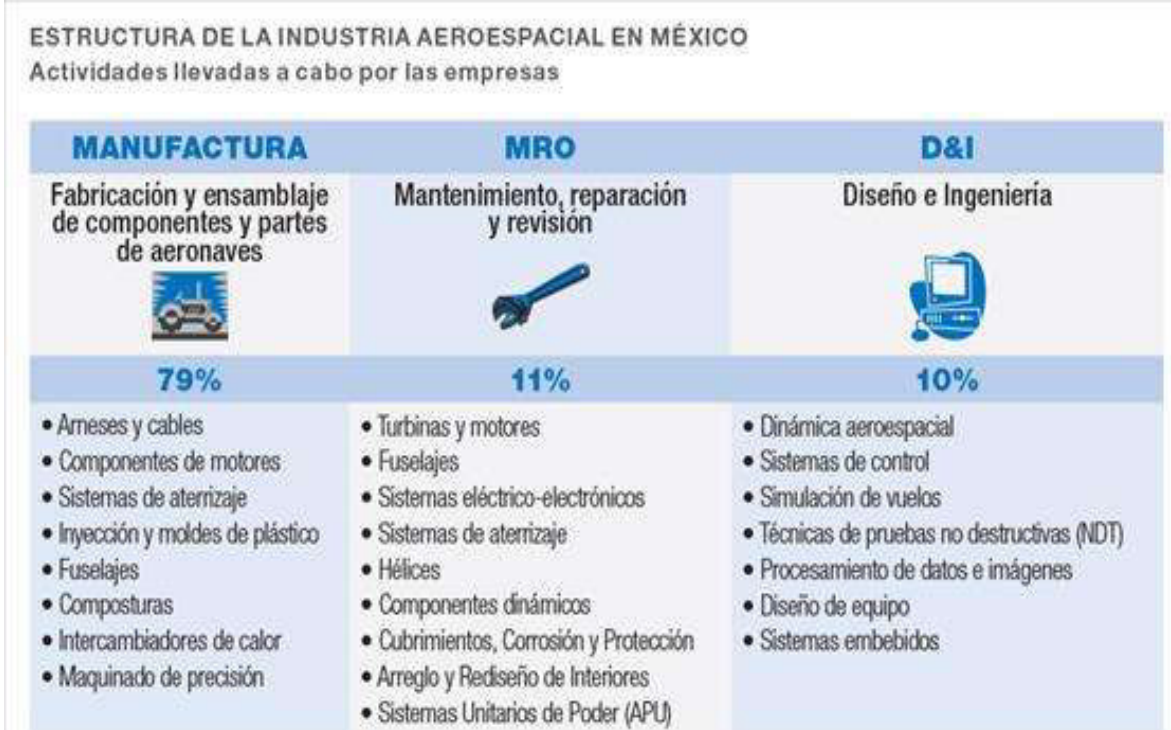 ESTRUCTURA DE LA INDUSTRIA AEROESPACIAL EN MÉXICO
Actividades llevadas a cabo por las empresas
MANUFACTURA
Fabricación y ensamblaje
de componentes y partes
de aeronaves
79%
• Arneses y cables
• Componentes de motores
• Sistemas de aterrizaje
• Inyección y moldes de plástico
• Fuselajes
• Composturas
• Intercambiadores de calor
• Maquinado de precisión
MRO
Mantenimiento, reparación
y revisión
11%
• Turbinas y motores
• Fuselajes
• Sistemas eléctrico-electrónicos
• Sistemas de aterrizaje
• Hélices
• Componentes dinámicos
• Cubrimientos, Corrosión y Protección
• Arreglo y Rediseño de Interiores
• Sistemas Unitarios de Poder (APU)
D&I
Diseño e Ingeniería
10%
• Dinámica aeroespacial
• Sistemas de control
• Simulación de vuelos
• Técnicas de pruebas no destructivas (NDT)
• Procesamiento de datos e imágenes
• Diseño de equipo
• Sistemas embebidos